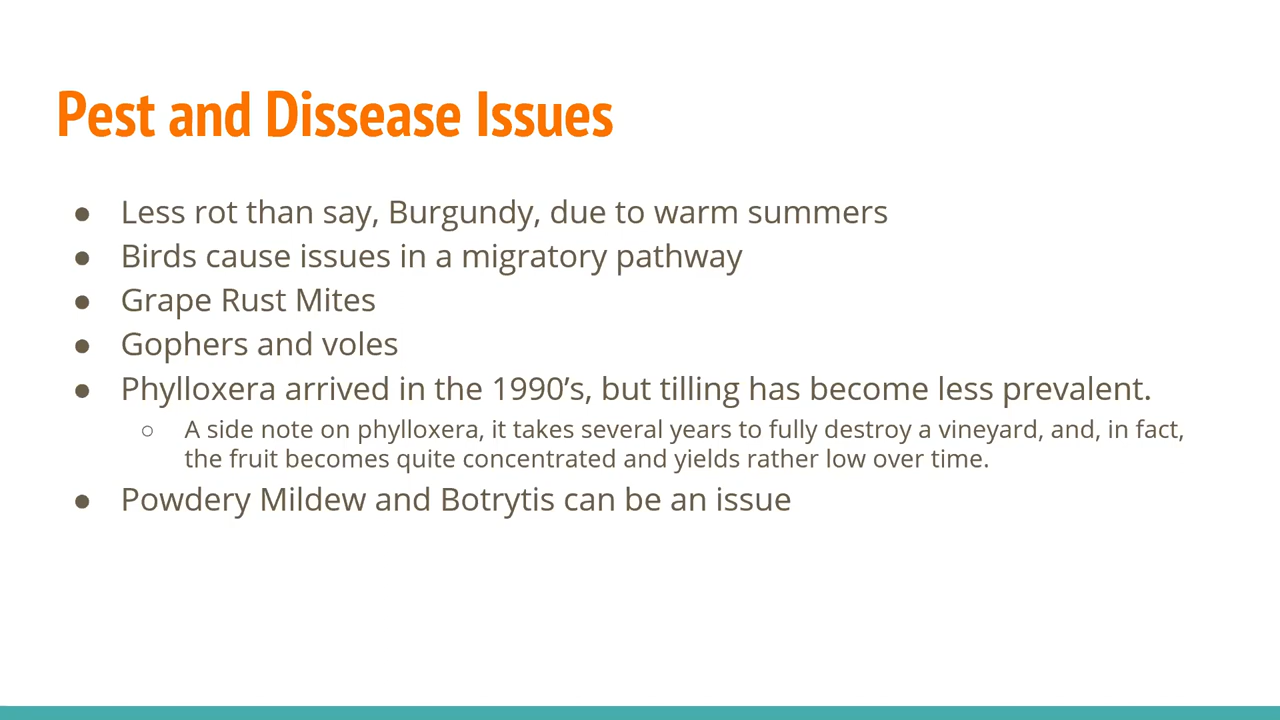 Pest and Dissease Issues
● Less rot than say, Burgundy, due to warm summers
● Birds cause issues in a migratory pathway
● Grape Rust Mites
● Gophers and voles
● Phylloxera arrived in the 1990’s, but tilling has become less prevalent.
○ A side note on phylloxera, it takes several years to fully destroy a vineyard, and, in fact,
the fruit becomes quite concentrated and yields rather low over time.
● Powdery Mildew and Botrytis can be an issue